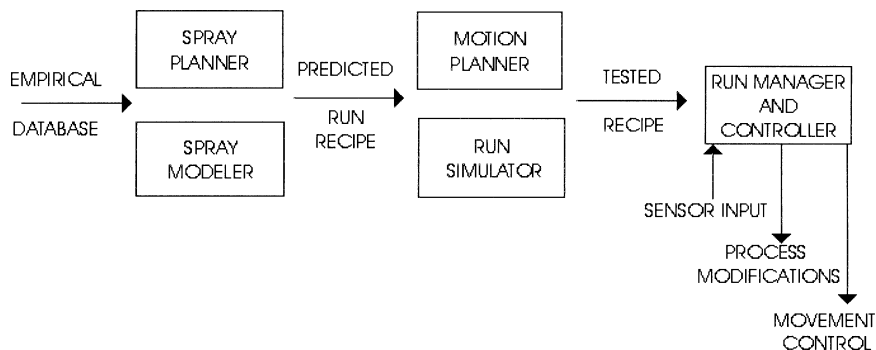 EMPIRICAL
DATABASE
SPRAY
PLANNER
SPRAY
MODELER
PREDICTED
RUN
RECIPE
MOTION
PLANNER
RUN
SIMULATOR
TESTED
RECIPE
RUN MANAGER
AND
CONTROLLER
SENSOR INPUT
PROCESS
MODIFICATIONS
MOVEMENT
CONTROL